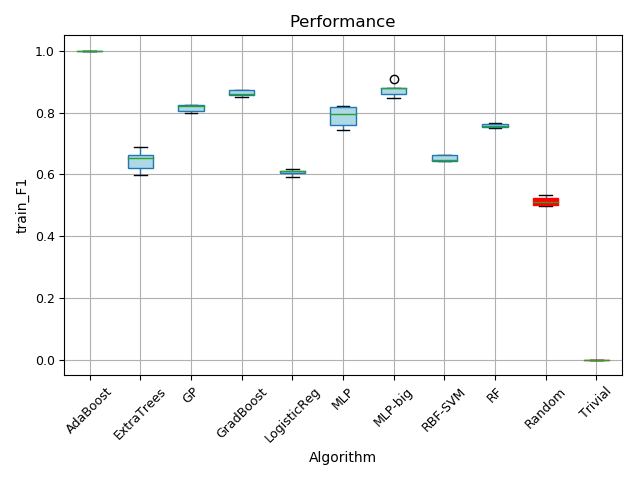 Performance
train_F1
1.0
0.8
0.6
0.4
0.2
0.0
AdaBoost
ExtraTrees
GP
GradBoost
LogisticReg
MLP
MLP-big
RBF-SVM
RF
Random
Trivial
Algorithm